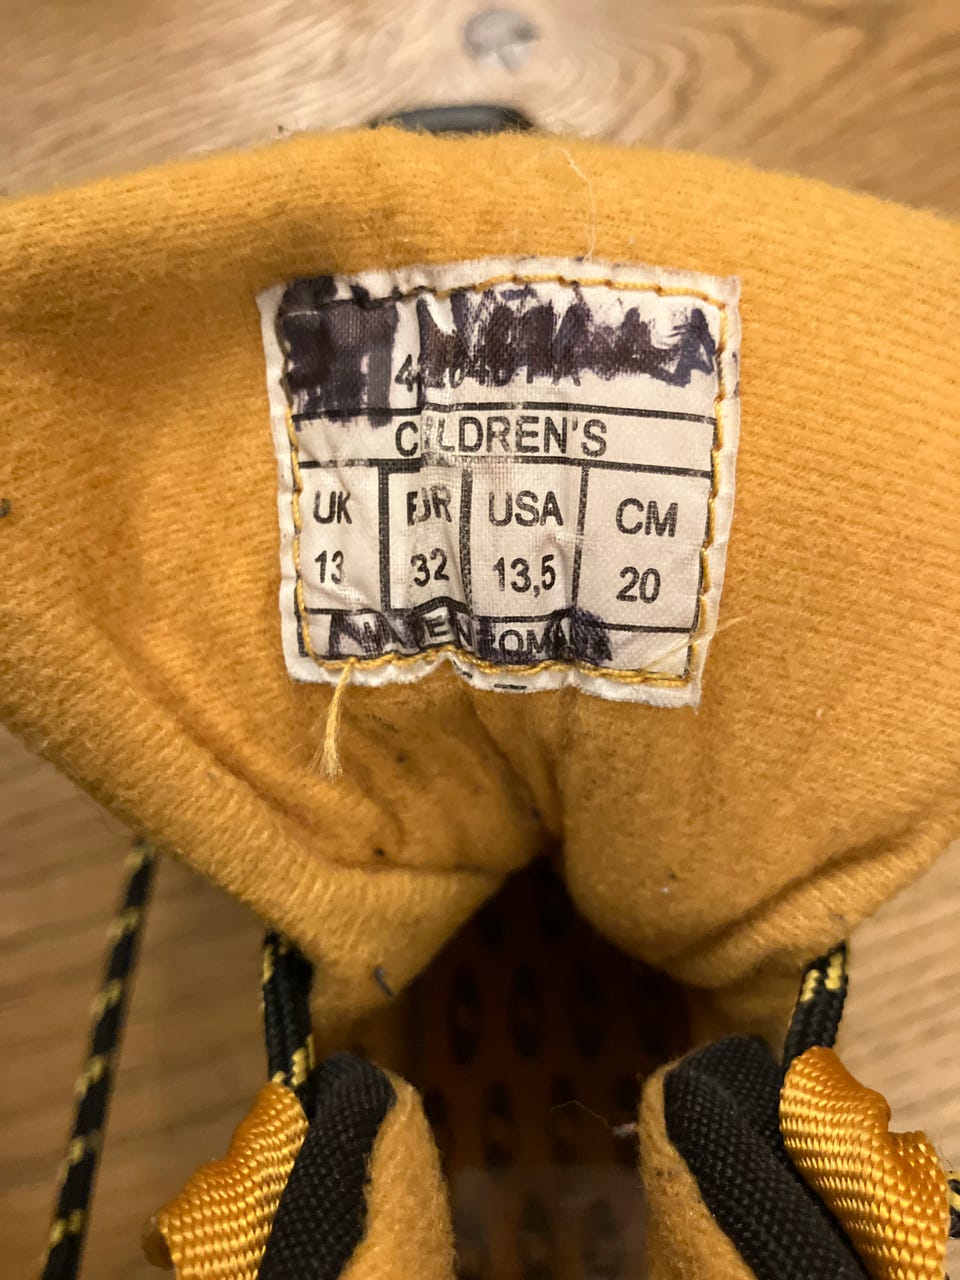 CHILDREN'S
UK EUR USA CM
13 32 13,5 20